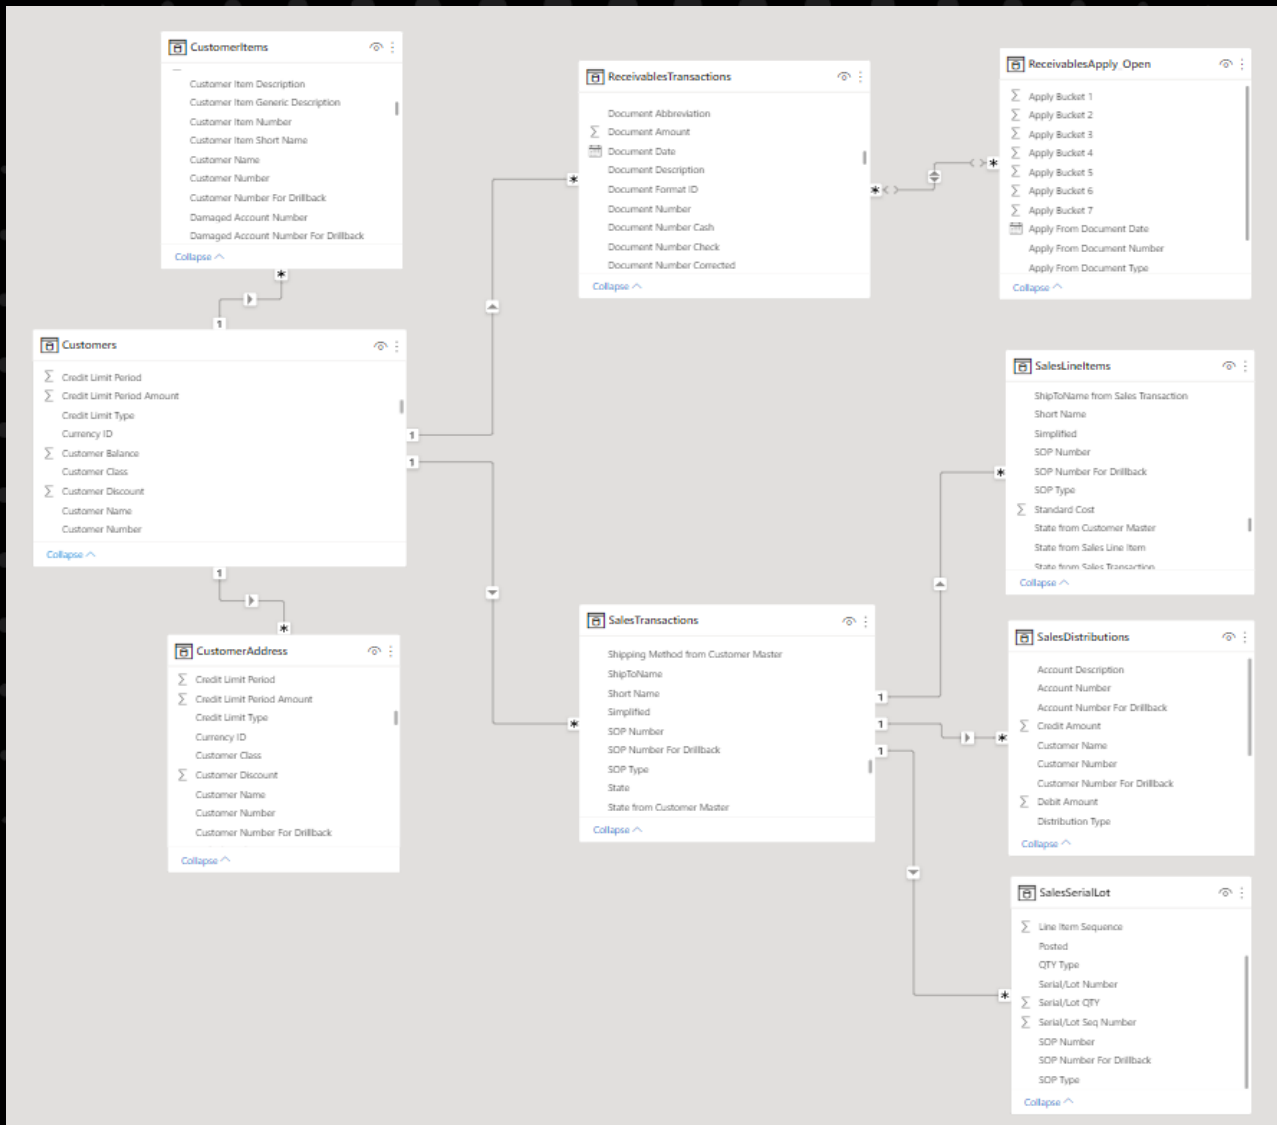 CustomerItems
Customer Item Description
Customer Item Generic Description
Customer Item Number
Customer Item Short Name
Customer Name
Customer Number
Customer Number For Drillback
Damaged Account Number
Damaged Account Number For Drillback
Collapse
*
1
Customers
Credit Limit Period
Credit Limit Period Amount
Credit Limit Type
Currency ID
Customer Balance
Customer Class
Customer Discount
Customer Name
Customer Number
Collapse
1
1
1
*
CustomerAddress
Credit Limit Period
Credit Limit Period Amount
Credit Limit Type
Currency ID
Customer Class
Customer Discount
Customer Name
Customer Number
Customer Number For Drillback
Collapse
ReceivablesTransactions
Document Abbreviation
Document Amount
Document Date
Document Description
Document Format ID
Document Number
Document Number Cash
Document Number Check
Document Number Corrected
Collapse
*
*
*
ReceivablesApply Open
Apply Bucket 1
Apply Bucket 2
Apply Bucket 3
Apply Bucket 4
Apply Bucket 5
Apply Bucket 6
Apply Bucket 7
Apply From Document Date
Apply From Document Number
Apply From Document Type
Collapse
SalesTransactions
Shipping Method from Customer Master
ShipToName
Short Name
Simplified
SOP Number
SOP Number For Drillback
SOP Type
State
State from Customer Master
Collapse
*
1
1
1
SalesLineItems
ShipToName from Sales Transaction
Short Name
Simplified
SOP Number
SOP Number For Drillback
SOP Type
Standard Cost
State from Customer Master
State from Sales Line Item
State from Sales Transaction
Collapse
*
SalesDistributions
Account Description
Account Number
Account Number For Drillback
Credit Amount
Customer Name
Customer Number
Customer Number For Drillback
Debit Amount
Distribution Type
Collapse
*
SalesSerialLot
Line Item Sequence
Posted
QTY Type
Serial/Lot Number
Serial/Lot QTY
Serial/Lot Seq Number
SOP Number
SOP Number For Drillback
SOP Type
Collapse
*